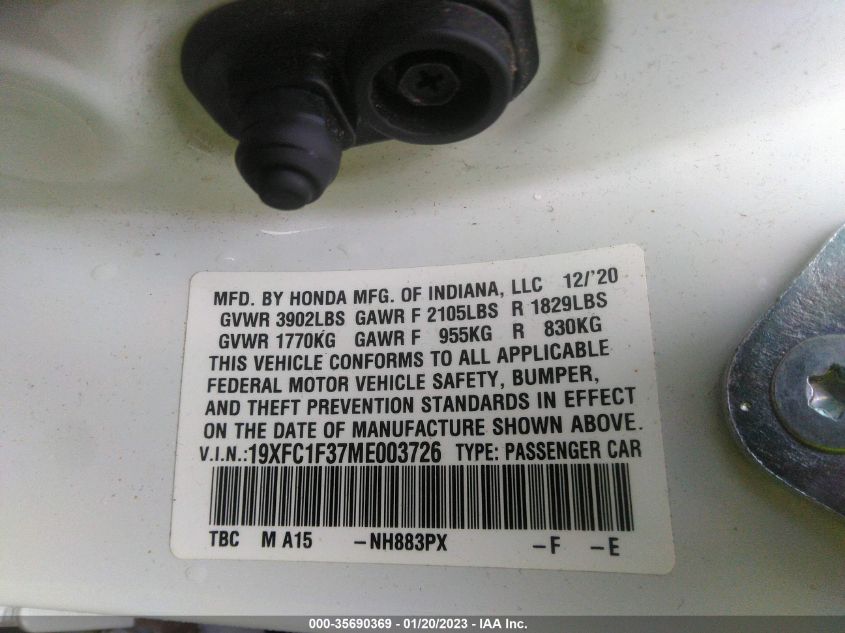 MFD. BY HONDA MFG. OF INDIANA, LLC 12/'20
GVWR 3902LBS GAWR F 2105LBS R 1829LBS
GVWR 1770KG GAWR F 955KG R 830KG
THIS VEHICLE CONFORMS TO ALL APPLICABLE
FEDERAL MOTOR VEHICLE SAFETY, BUMPER,
AND THEFT PREVENTION STANDARDS IN EFFECT
ON THE DATE OF MANUFACTURE SHOWN ABOVE.
V.I.N.:19XFC1F37ME003726 TYPE: PASSENGER CAR
TBC M A15 -NH883PX -F -E
000-35690369 - 01/20/2023 - IAA Inc.